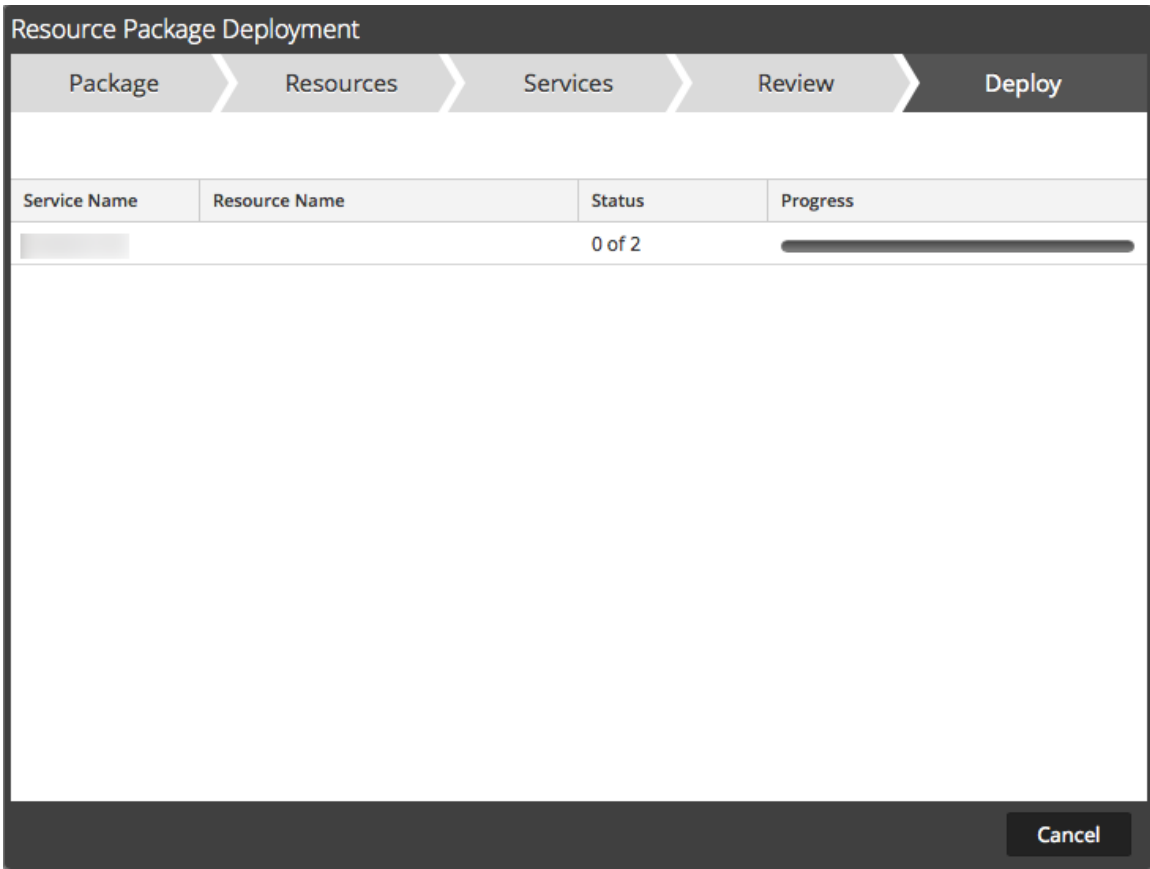 Resource Package Deployment
Package Resources Services Review Deploy
Service Name Resource Name Status Progress
0 of 2
Cancel